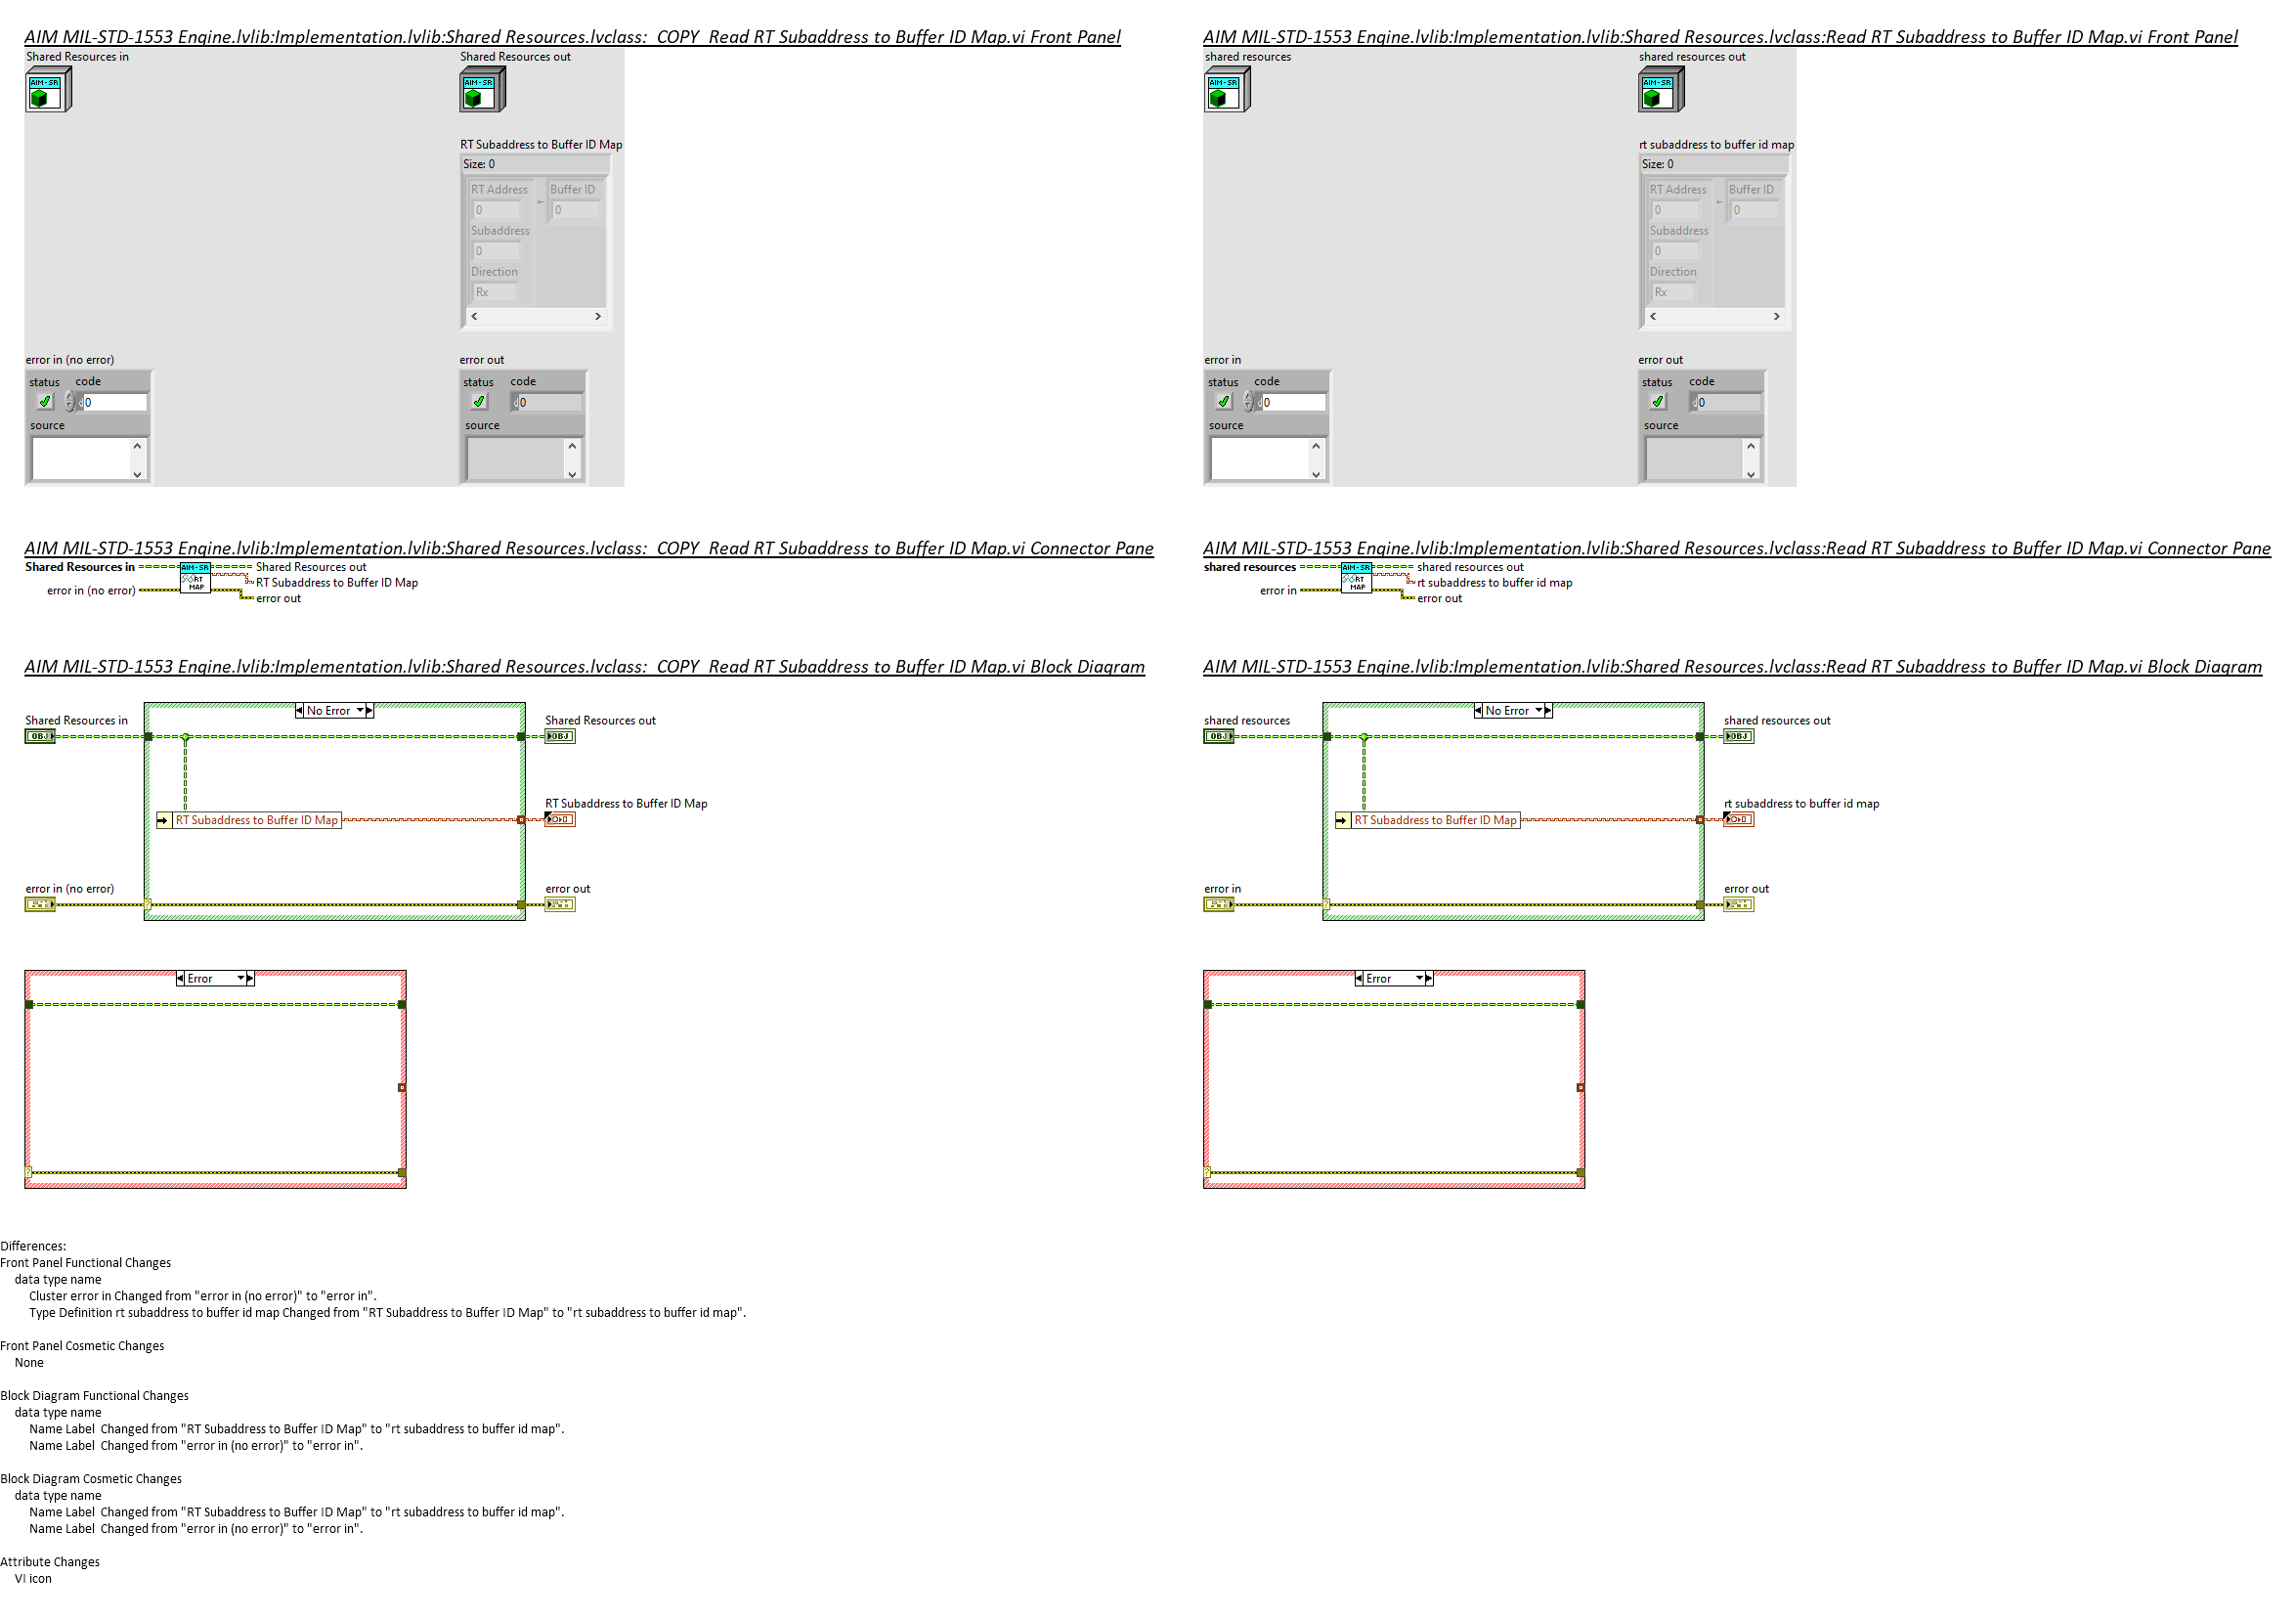 AIM MIL-STD-1553 Engine.lvlib:Implementation.lvlib:Shared Resources.lvclass:_COPY_Read RT Subaddress to Buffer ID Map.vi Front Panel
Shared Resources in
Shared Resources out
AIM-SR
AIM-SR
RT Subaddress to Buffer ID Map
Size: 0
RT Address
Buffer ID
0
0
Subaddress
0
Direction
Rx
error in (no error)
error out
status
code
status
code
0
0
source
source
AIM MIL-STD-1553 Engine.lvlib:Implementation.lvlib:Shared Resources.lvclass:Read RT Subaddress to Buffer ID Map.vi Front Panel
shared resources
shared resources out
AIM-SR
AIM-SR
rt subaddress to buffer id map
Size: 0
RT Address
Buffer ID
0
0
Subaddress
0
Direction
Rx
error in
error out
status
code
status
code
0
0
source
source
AIM MIL-STD-1553 Engine.lvlib:Implementation.lvlib:Shared Resources.lvclass:_COPY_Read RT Subaddress to Buffer ID Map.vi Connector Pane
Shared Resources in
AIM-SR
Shared Resources out
RT
RT Subaddress to Buffer ID Map
error in (no error)
MAP
error out
AIM MIL-STD-1553 Engine.lvlib:Implementation.lvlib:Shared Resources.lvclass:Read RT Subaddress to Buffer ID Map.vi Connector Pane
shared resources
AIM-SR
shared resources out
RT
rt subaddress to buffer id map
error in
MAP
error out
AIM MIL-STD-1553 Engine.lvlib:Implementation.lvlib:Shared Resources.lvclass:_COPY_Read RT Subaddress to Buffer ID Map.vi Block Diagram
No Error
Shared Resources in
Shared Resources out
OBJ
OBJ
RT Subaddress to Buffer ID Map
RT Subaddress to Buffer ID Map
error in (no error)
error out
?
Error
?
AIM MIL-STD-1553 Engine.lvlib:Implementation.lvlib:Shared Resources.lvclass:Read RT Subaddress to Buffer ID Map.vi Block Diagram
No Error
shared resources
shared resources out
OBJ
OBJ
rt subaddress to buffer id map
RT Subaddress to Buffer ID Map
error in
error out
?
Error
?
Differences:
Front Panel Functional Changes
data type name
Cluster error in Changed from "error in (no error)" to "error in".
Type Definition rt subaddress to buffer id map Changed from "RT Subaddress to Buffer ID Map" to "rt subaddress to buffer id map".
Front Panel Cosmetic Changes
None
Block Diagram Functional Changes
data type name
Name Label  Changed from "RT Subaddress to Buffer ID Map" to "rt subaddress to buffer id map".
Name Label  Changed from "error in (no error)" to "error in".
Block Diagram Cosmetic Changes
data type name
Name Label  Changed from "RT Subaddress to Buffer ID Map" to "rt subaddress to buffer id map".
Name Label  Changed from "error in (no error)" to "error in".
Attribute Changes
VI icon